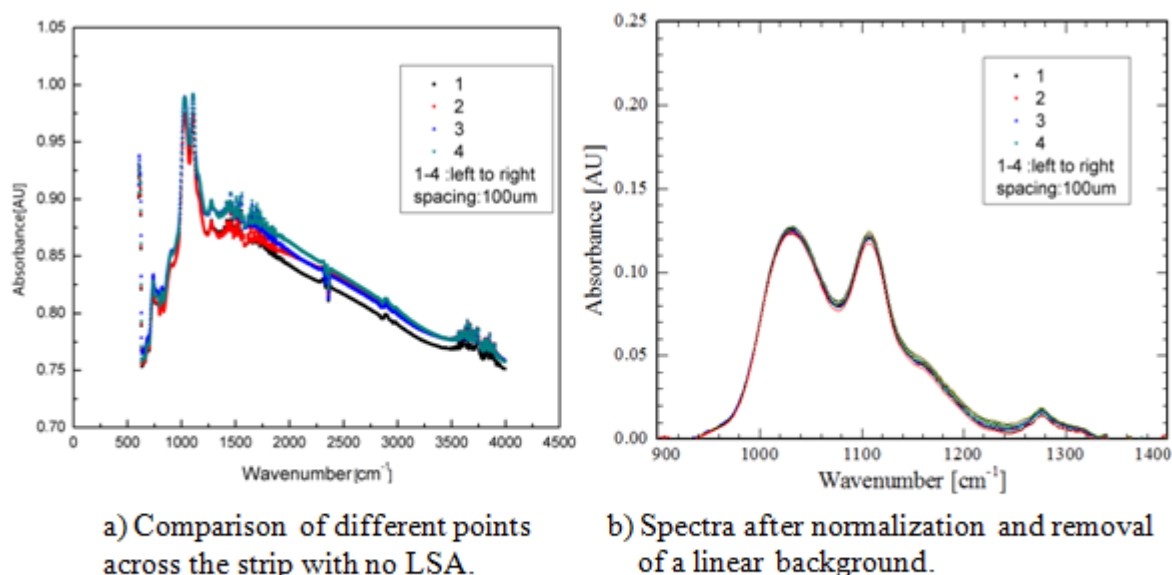 1.00
0.95
0.90
0.85
0.80
0.75
0.70
Absorbance[AU]
1
2
3
4
1-4 :left to right
spacing:100um
0 500 1000 1500 2000 2500 3000 3500 4000 4500
Wavenumber[cm-1]
a) Comparison of different points
across the strip with no LSA.
0.25
0.20
0.15
0.10
0.05
0.00
Absorbance [AU]
1
2
3
4
1-4 :left to right
spacing:100um
900 1000 1100 1200 1300 1400
Wavenumber [cm-1]
b) Spectra after normalization and removal
of a linear background.